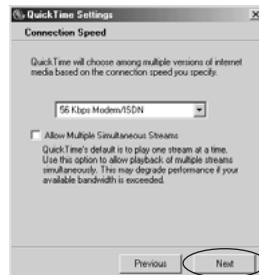 QuickTime Settings
Connection Speed
QuickTime will choose among multiple versions of internet
media based on the connection speed you specify.
56 Kbps Modem/ISDN
Allow Multiple Simultaneous Streams
QuickTime's default is to play one stream at a time.
Use this option to allow playback of multiple streams
simultaneously. This may degrade performance if your
available bandwidth is exceeded.
Previous
Next